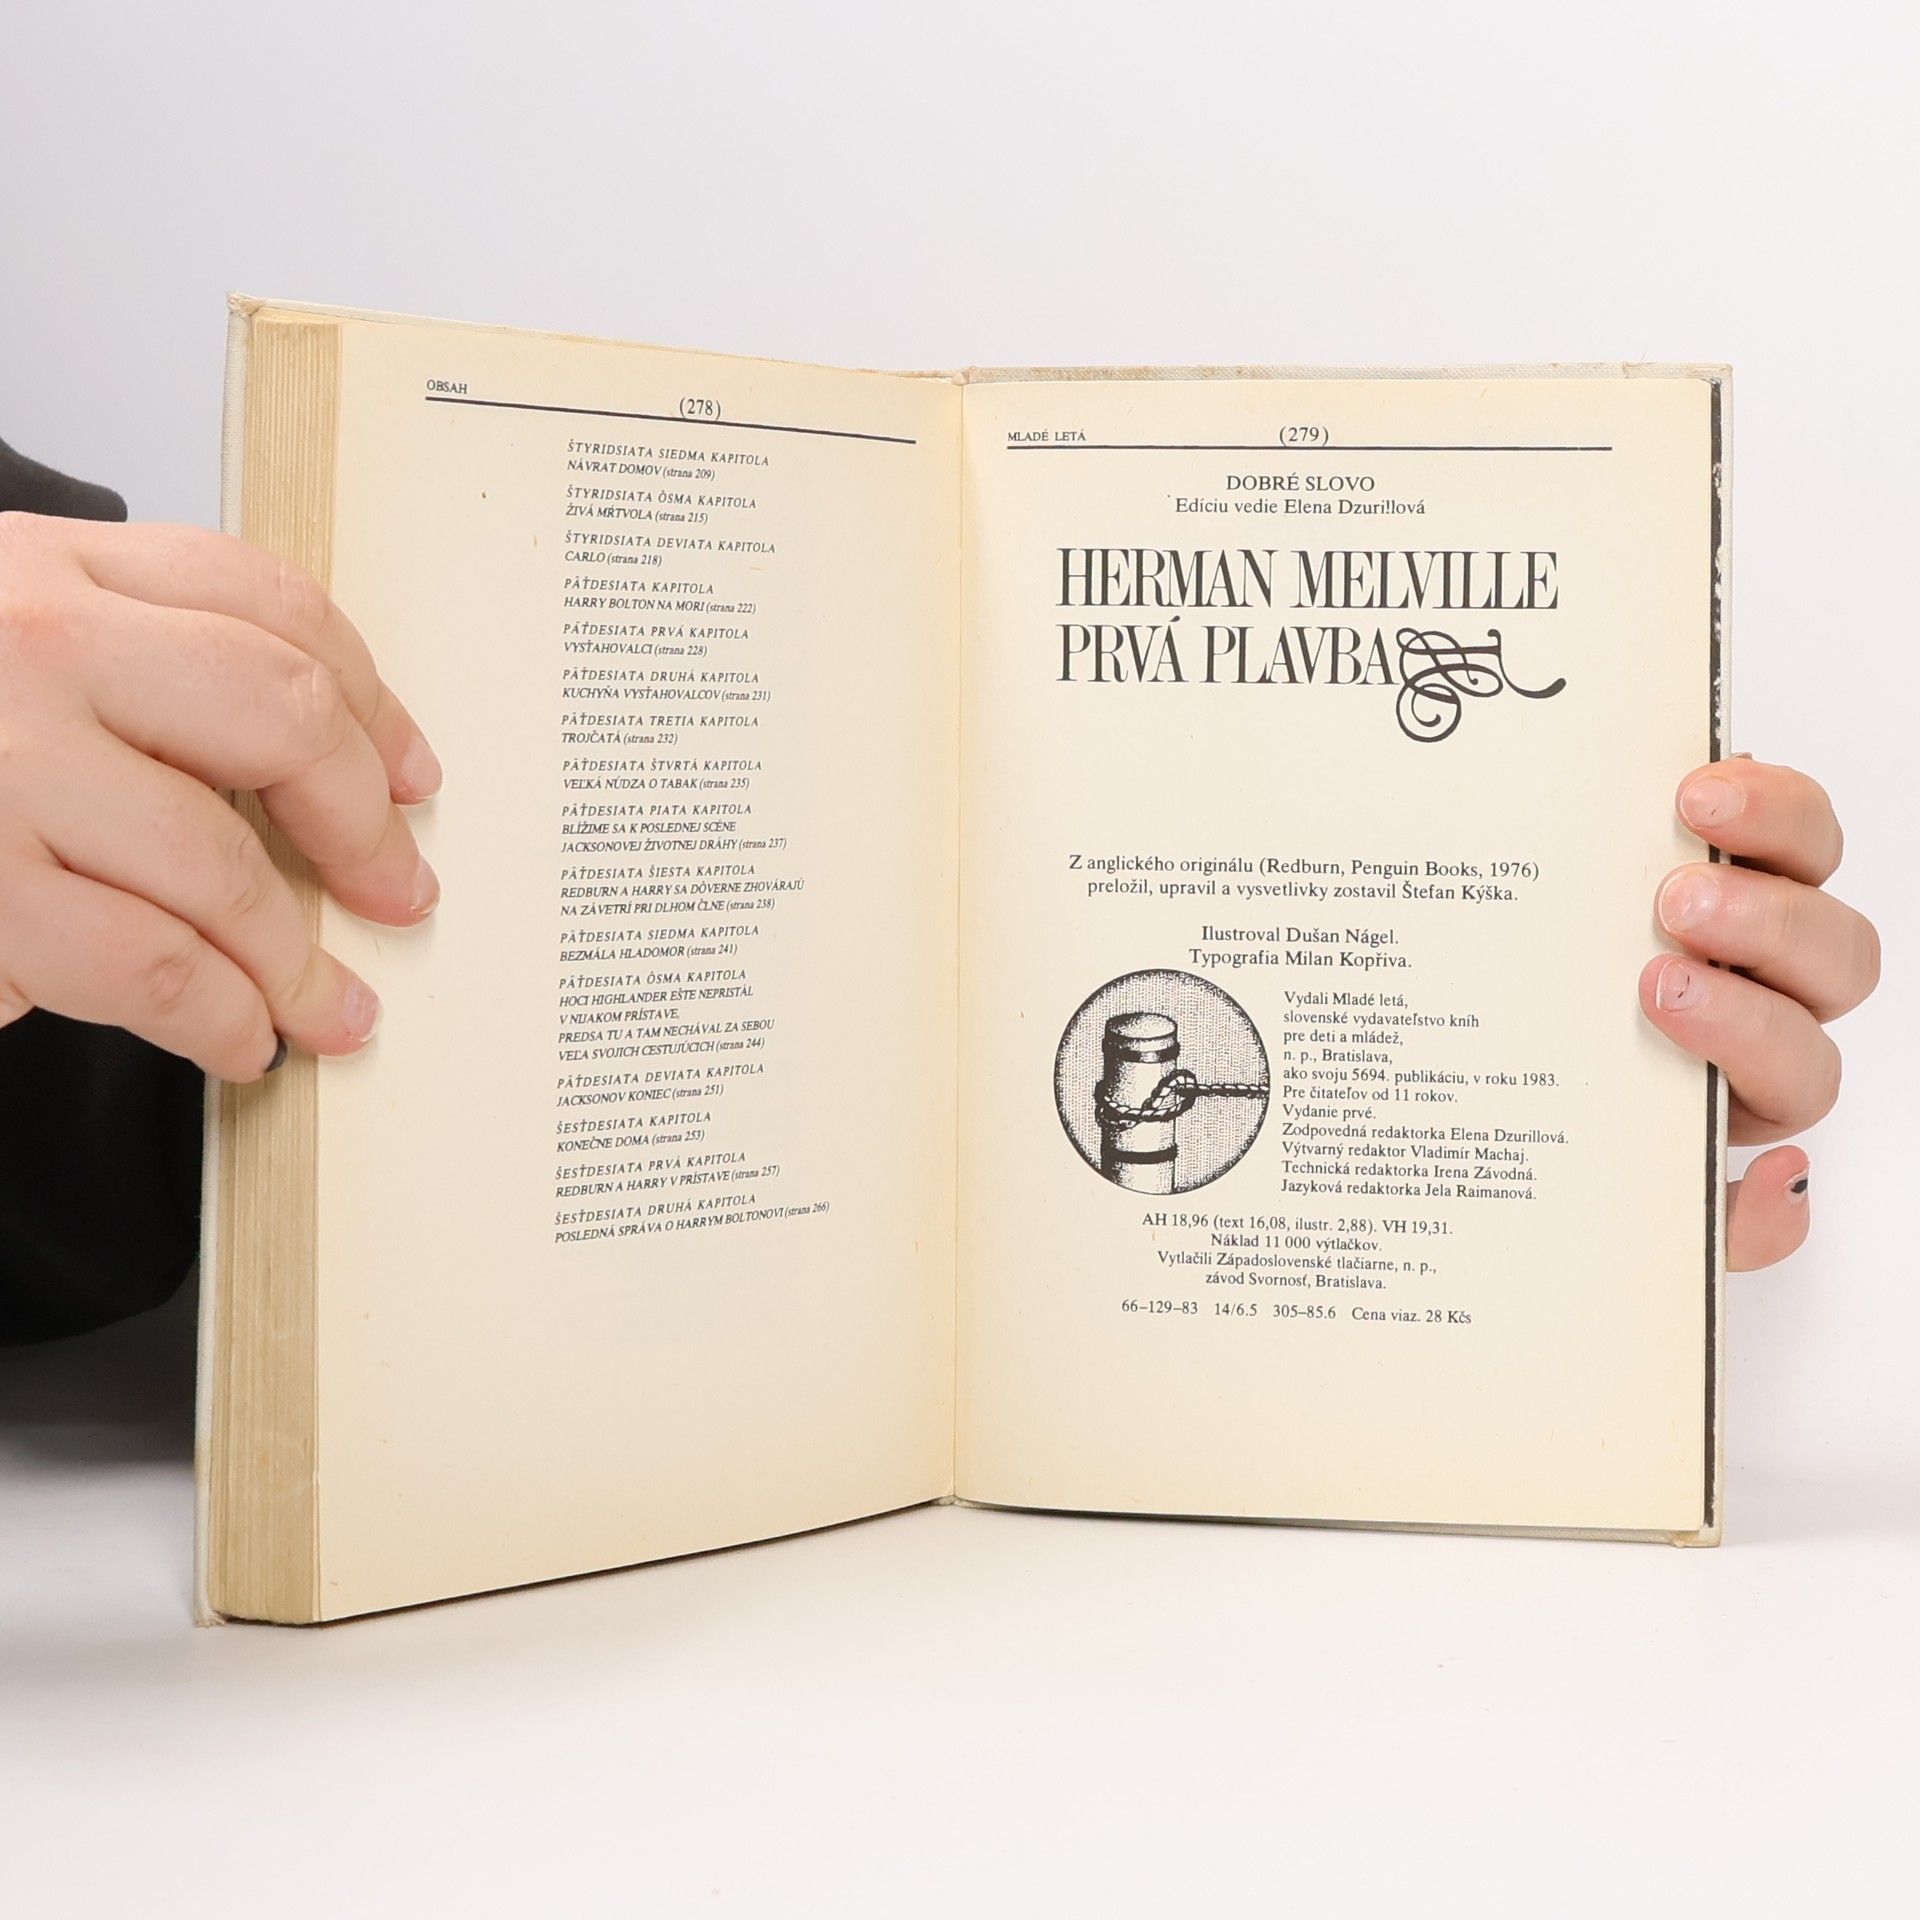 OBSAH
(278)
ŠTYRIDSIATA SIEDMA KAPITOLA
NÁVRAT DOMOV (strana 209)
ŠTYRIDSIATA ÔSMA KAPITOLA
ŽIVÁ MŔTVOLA (strana 215)
ŠTYRIDSIATA DEVIATA KAPITOLA
CARLO (strana 218)
PÄŤDESIATA KAPITOLA
HARRY BOLTON NA MORI (strana 222)
PÄŤDESIATA PRVÁ KAPITOLA
VYSŤAHOVALCI (strana 228)
PÄŤDESIATA DRUHÁ KAPITOLA
KUCHYŇA VYSŤAHOVALCOV (strana 231)
PÄŤDESIATA TRETIA KAPITOLA
TROJČATÁ (strana 232)
PÄŤDESIATA ŠTVRTÁ KAPITOLA
VEĽKÁ NÚDZA O TABAK (strana 235)
PÄŤDESIATA PIATA KAPITOLA
BLÍŽIME SA K POSLEDNEJ SCÉNE
JACKSONOVEJ ŽIVOTNEJ DRÁHY (strana 237)
PÄŤDESIATA ŠIESTA KAPITOLA
REDBURN A HARRY SA DÔVERNE ZHOVÁRAJÚ
NA ZÁVETRÍ PRI DLHOM ČLNE (strana 238)
PÄŤDESIATA SIEDMA KAPITOLA
BEZMÁLA HLADOMOR (strana 241)
PÄŤDESIATA ÔSMA KAPITOLA
HOCI HIGHLANDER EŠTE NEPRISTÁL
V NIJAKOM PRÍSTAVE,
PREDSA TU A TAM NECHÁVAL ZA SEBOU
VEĽA SVOJICH CESTUJÚCICH (strana 244)
PÄŤDESIATA DEVIATA KAPITOLA
JACKSONOV KONIEC (strana 251)
ŠESŤDESIATA KAPITOLA
KONEČNE DOMA (strana 253)
ŠESŤDESIATA PRVÁ KAPITOLA
REDBURN A HARRY V PRÍSTAVE (strana 257)
ŠESŤDESIATA DRUHÁ KAPITOLA
POSLEDNÁ SPRÁVA O HARRYM BOLTONOVI (strana 266)
MLADÉ LETÁ
(279)
DOBRÉ SLOVO
Edíciu vedie Elena Dzurillová
HERMAN MELVILLE
PRVÁ PLAVBA
Z anglického originálu (Redburn, Penguin Books, 1976)
preložil, upravil a vysvetlivky zostavil Štefan Kýška.
Ilustroval Dušan Nágel.
Typografia Milan Kopřiva.
Vydali Mladé letá,
slovenské vydavateľstvo kníh
pre deti a mládež,
n. p., Bratislava,
ako svoju 5694. publikáciu, v roku 1983.
Pre čitateľov od 11 rokov.
Vydanie prvé.
Zodpovedná redaktorka Elena Dzurillová.
Výtvarný redaktor Vladimír Machaj.
Technická redaktorka Irena Závodná.
Jazyková redaktorka Jela Raimanová.
AH 18,96 (text 16,08, ilustr. 2,88). VH 19,31.
Náklad 11 000 výtlačkov.
Vytlačili Západoslovenské tlačiarne, n. p.,
závod Svornosť, Bratislava.
66–129–83 14/6.5 305–85.6 Cena viaz. 28 Kčs